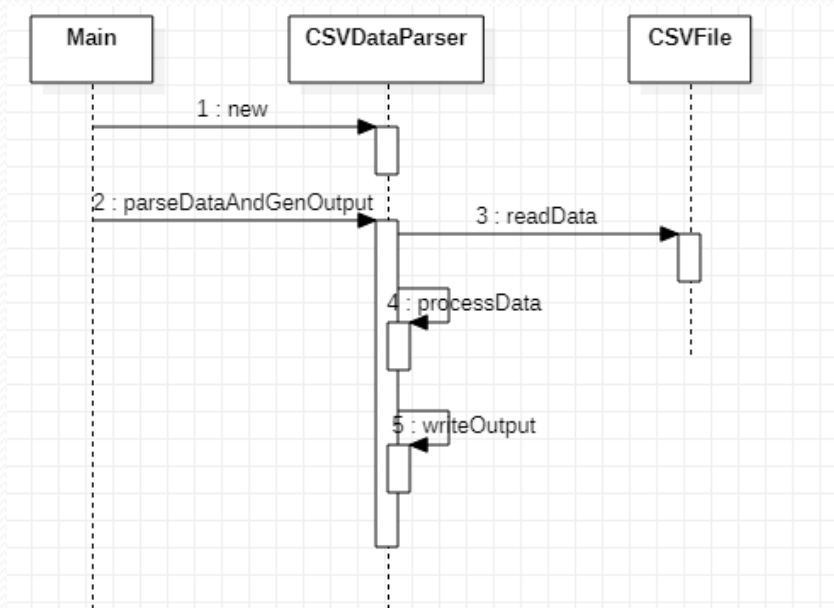 Main
CSVDataParser
CSVFile
1 : new
2 : parseDataAndGenOutput
3 : readData
4 : processData
5 : writeOutput